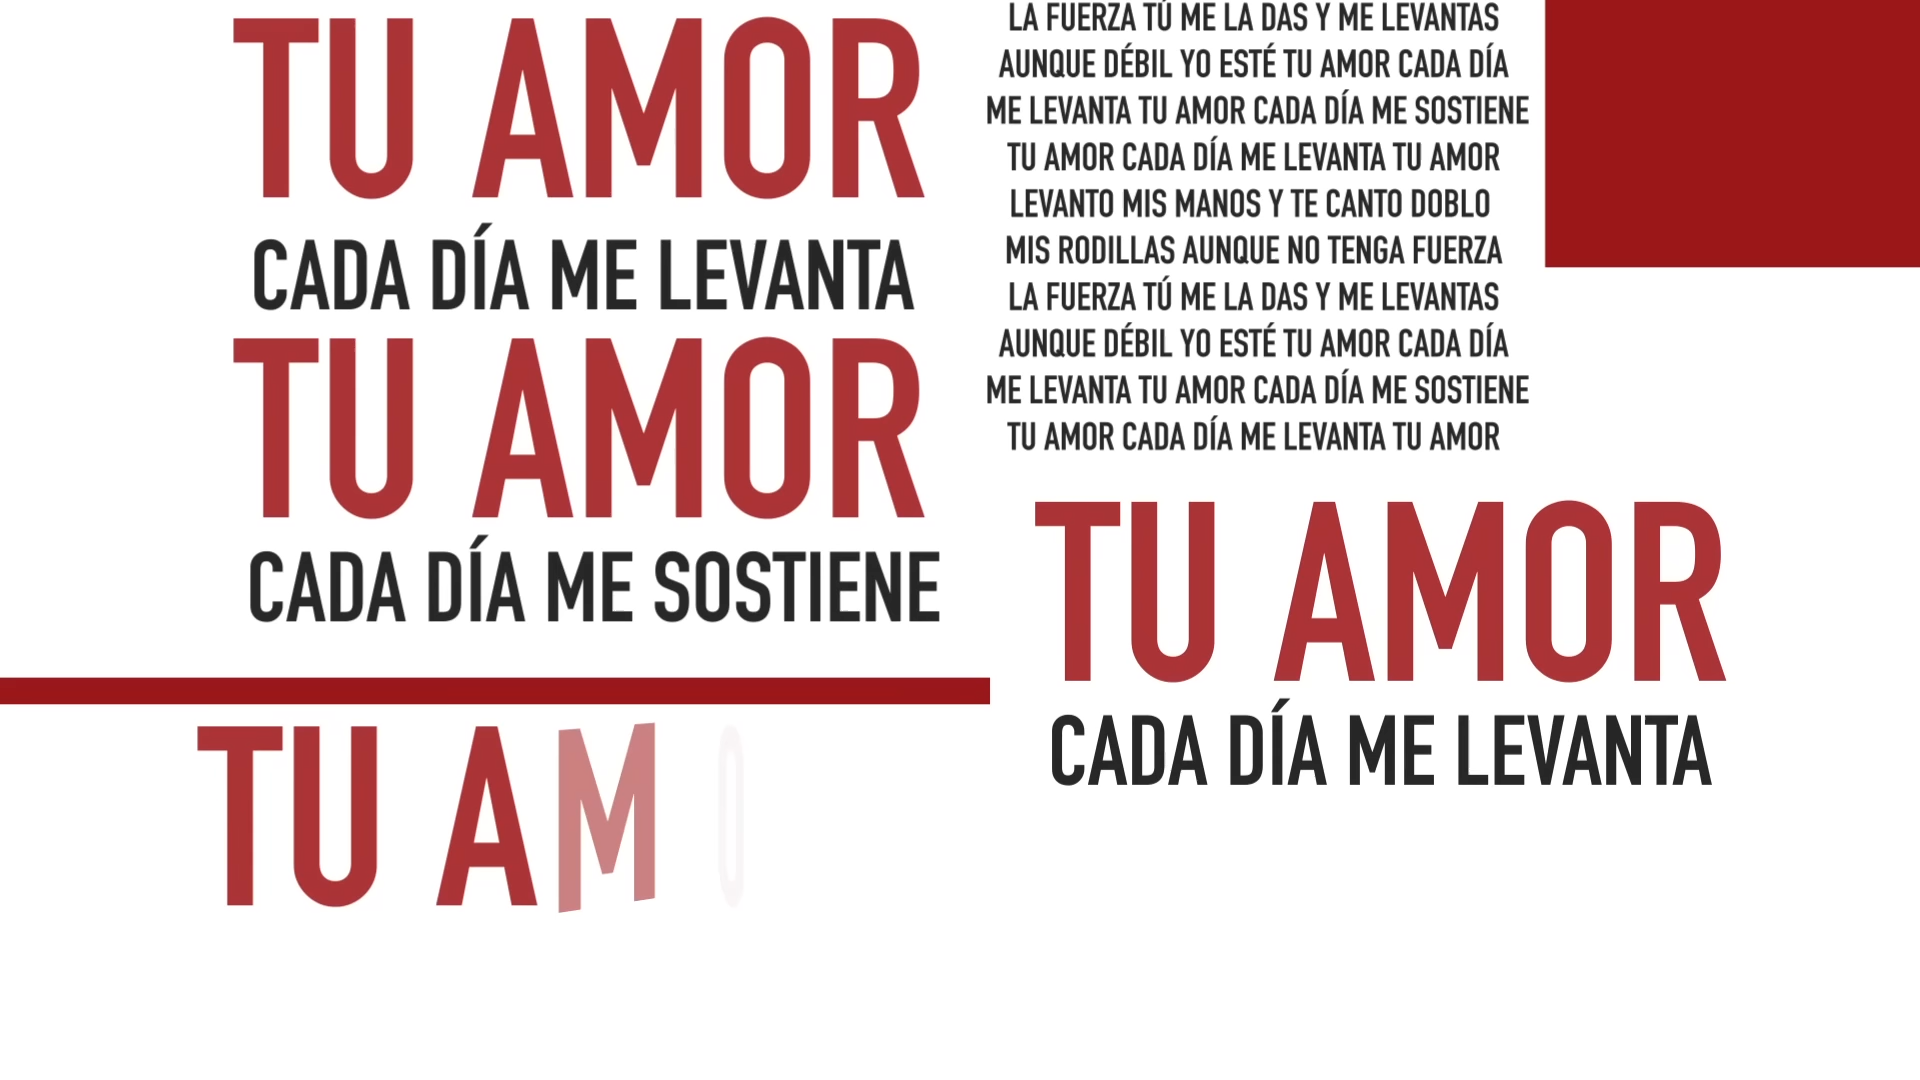 TU AMOR
CADA DÍA ME LEVANTA
TU AMOR
CADA DÍA ME SOSTIENE
TU AMO
LA FUERZA TÚ ME LA DAS Y ME LEVANTAS
AUNQUE DÉBIL YO ESTÉ TU AMOR CADA DÍA
ME LEVANTA TU AMOR CADA DÍA ME SOSTIENE
TU AMOR CADA DÍA ME LEVANTA TU AMOR
LEVANTO MIS MANOS Y TE CANTO DOBLO
MIS RODILLAS AUNQUE NO TENGA FUERZA
LA FUERZA TÚ ME LA DAS Y ME LEVANTAS
AUNQUE DÉBIL YO ESTÉ TU AMOR CADA DÍA
ME LEVANTA TU AMOR CADA DÍA ME SOSTIENE
TU AMOR CADA DÍA ME LEVANTA TU AMOR
TU AMOR
CADA DÍA ME LEVANTA